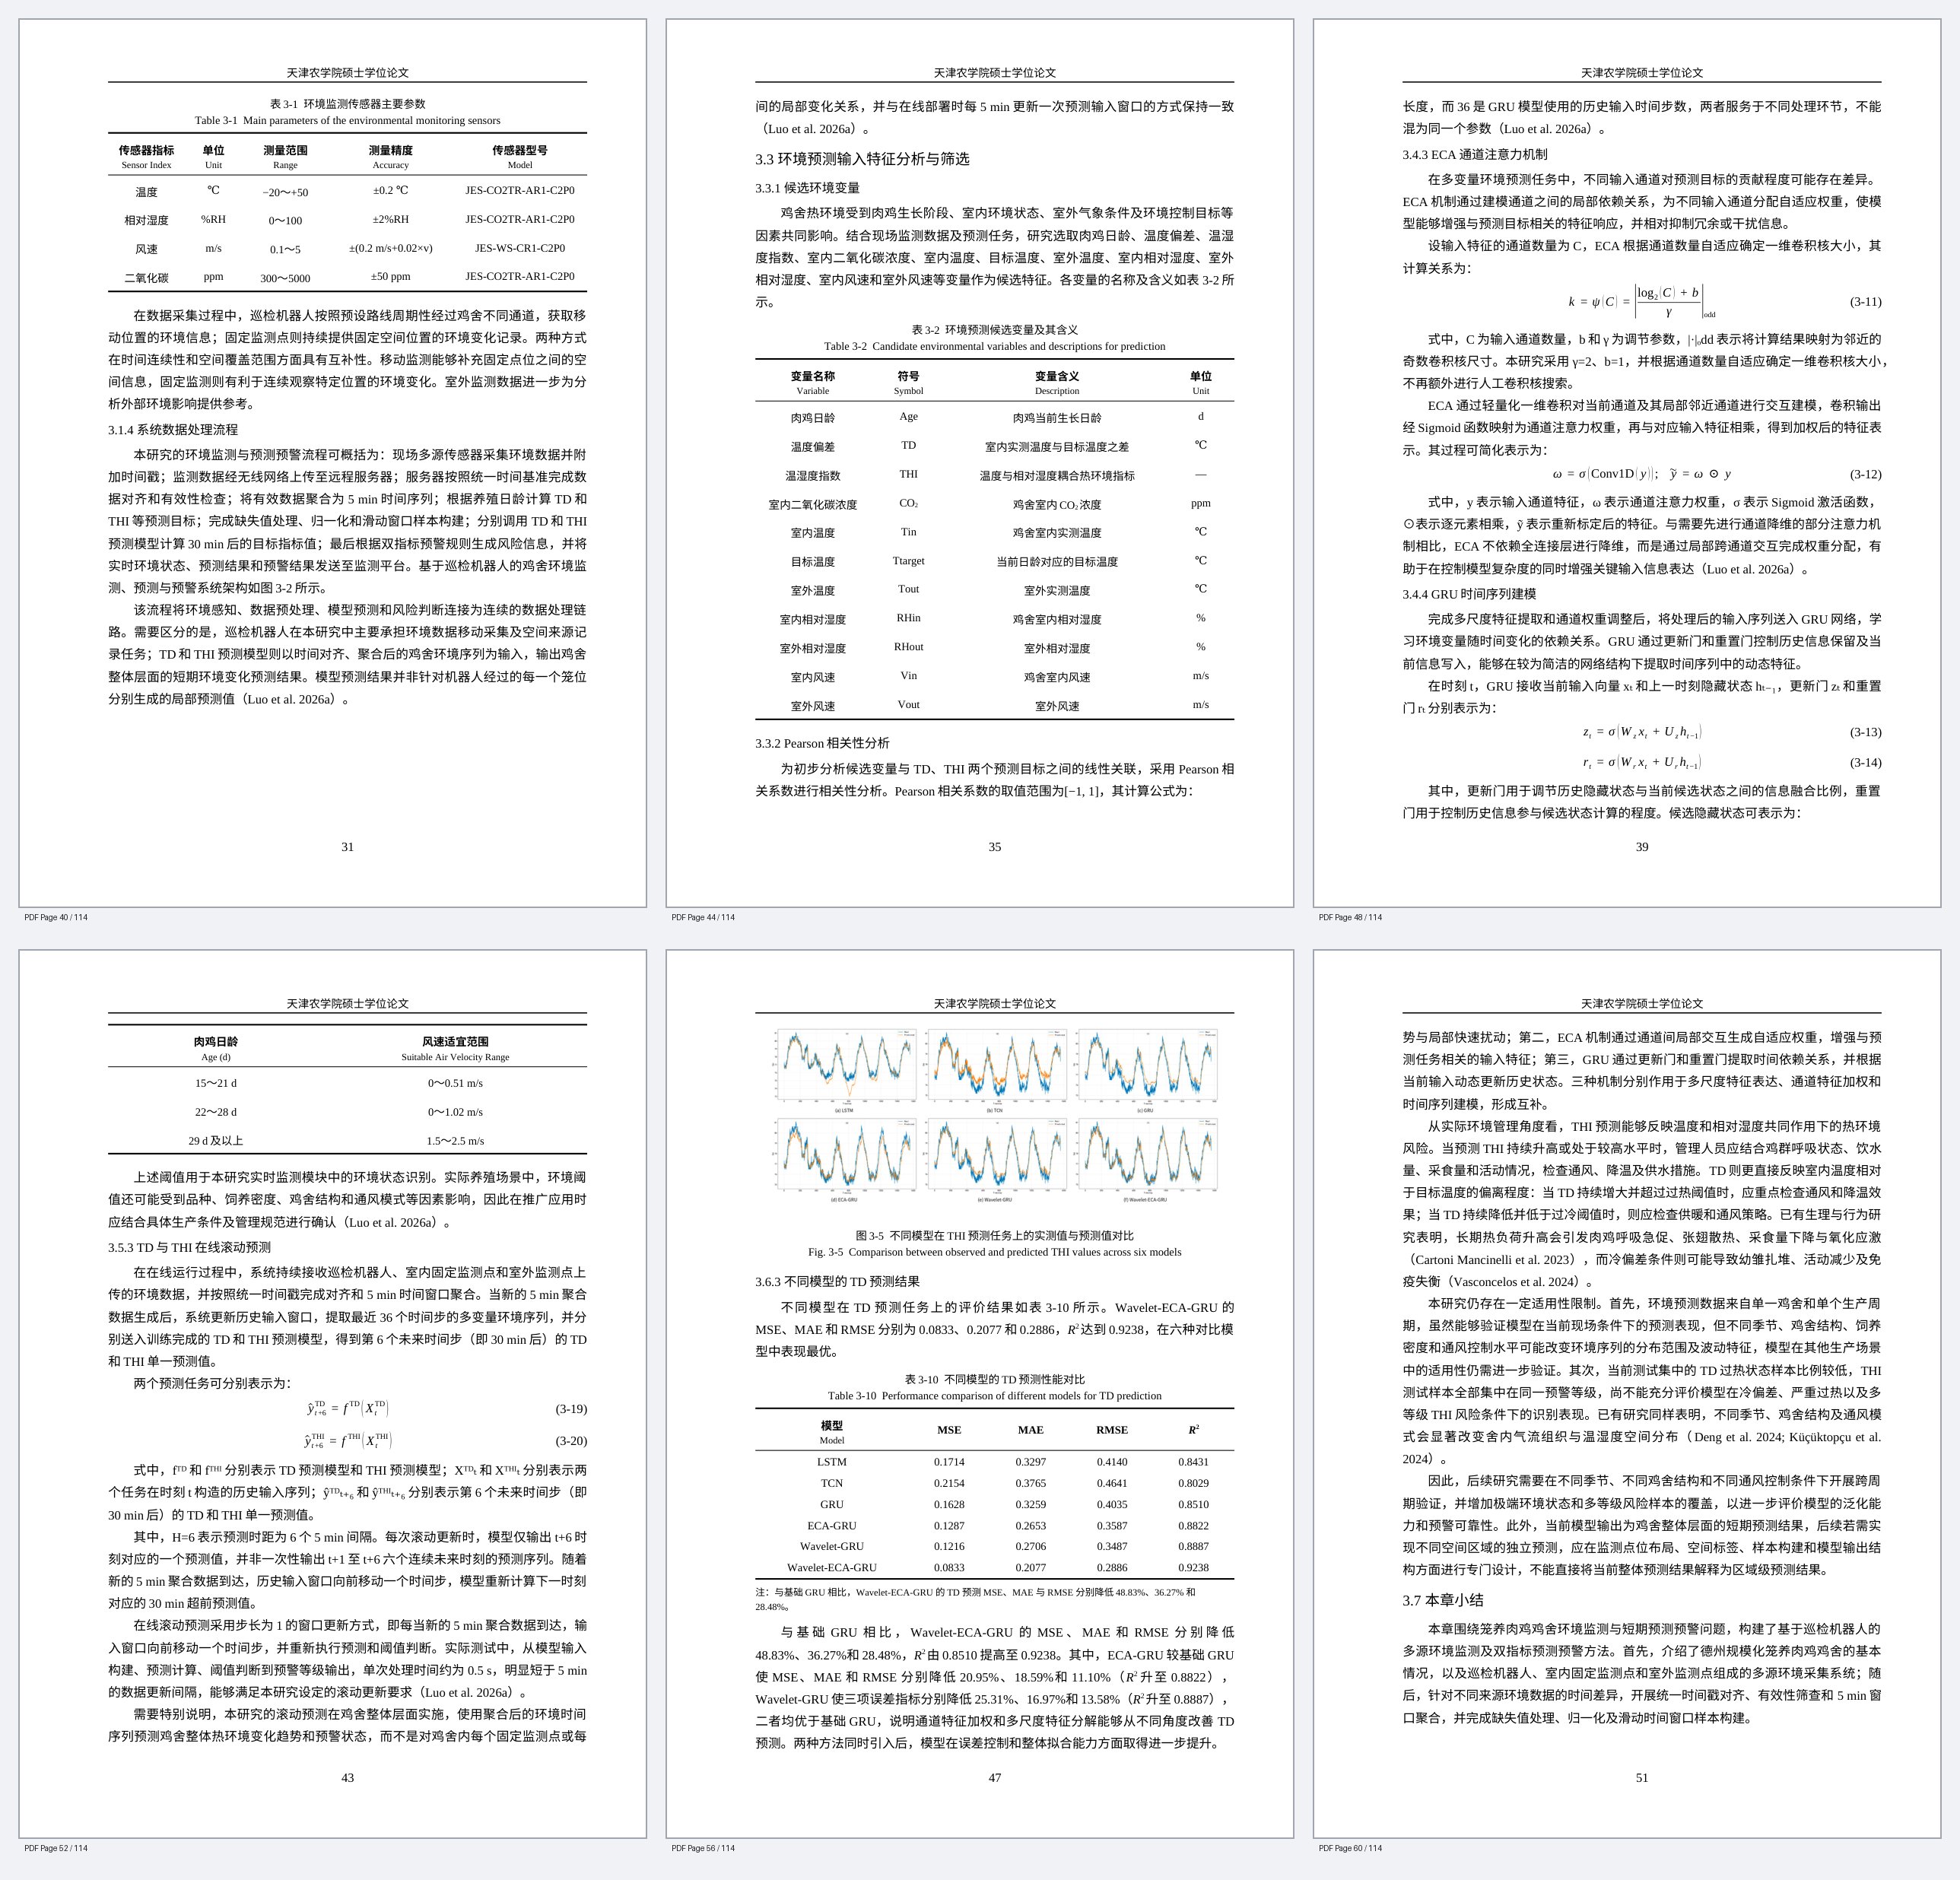 天津农学院硕士学位论文
表 3-1 环境监测传感器主要参数
Table 3-1 Main parameters of the environmental monitoring sensors
传感器指标 单位 测量范围 测量精度 传感器型号
Sensor Index Unit Range Accuracy Model
温度 ℃ −20～+50 ±0.2 ℃ JES-CO2TR-AR1-C2P0
相对湿度 %RH 0～100 ±2%RH JES-CO2TR-AR1-C2P0
风速 m/s 0.1～5 ±(0.2 m/s+0.02×v) JES-WS-CR1-C2P0
二氧化碳 ppm 300～5000 ±50 ppm JES-CO2TR-AR1-C2P0
在数据采集过程中，巡检机器人按照预设路线周期性经过鸡舍不同通道，获取移
动位置的环境信息；固定监测点则持续提供固定空间位置的环境变化记录。两种方式
在时间连续性和空间覆盖范围方面具有互补性。移动监测能够补充固定点位之间的空
间信息，固定监测则有利于连续观察特定位置的环境变化。室外监测数据进一步为分
析外部环境影响提供参考。
3.1.4 系统数据处理流程
本研究的环境监测与预测预警流程可概括为：现场多源传感器采集环境数据并附
加时间戳；监测数据经无线网络上传至远程服务器；服务器按照统一时间基准完成数
据对齐和有效性检查；将有效数据聚合为 5 min 时间序列；根据养殖日龄计算 TD 和
THI 等预测目标；完成缺失值处理、归一化和滑动窗口样本构建；分别调用 TD 和 THI
预测模型计算 30 min 后的目标指标值；最后根据双指标预警规则生成风险信息，并将
实时环境状态、预测结果和预警结果发送至监测平台。基于巡检机器人的鸡舍环境监
测、预测与预警系统架构如图 3-2 所示。
该流程将环境感知、数据预处理、模型预测和风险判断连接为连续的数据处理链
路。需要区分的是，巡检机器人在本研究中主要承担环境数据移动采集及空间来源记
录任务；TD 和 THI 预测模型则以时间对齐、聚合后的鸡舍环境序列为输入，输出鸡舍
整体层面的短期环境变化预测结果。模型预测结果并非针对机器人经过的每一个笼位
分别生成的局部预测值（Luo et al. 2026a）。
31
PDF Page 40 / 114
天津农学院硕士学位论文
间的局部变化关系，并与在线部署时每 5 min 更新一次预测输入窗口的方式保持一致
（Luo et al. 2026a）。
3.3 环境预测输入特征分析与筛选
3.3.1 候选环境变量
鸡舍热环境受到肉鸡生长阶段、室内环境状态、室外气象条件及环境控制目标等
因素共同影响。结合现场监测数据及预测任务，研究选取肉鸡日龄、温度偏差、温湿
度指数、室内二氧化碳浓度、室内温度、目标温度、室外温度、室内相对湿度、室外
相对湿度、室内风速和室外风速等变量作为候选特征。各变量的名称及含义如表 3-2 所
示。
表 3-2 环境预测候选变量及其含义
Table 3-2 Candidate environmental variables and descriptions for prediction
变量名称 符号 变量含义 单位
Variable Symbol Description Unit
肉鸡日龄 Age 肉鸡当前生长日龄 d
温度偏差 TD 室内实测温度与目标温度之差 ℃
温湿度指数 THI 温度与相对湿度耦合热环境指标 —
室内二氧化碳浓度 CO₂ 鸡舍室内 CO₂ 浓度 ppm
室内温度 Tin 鸡舍室内实测温度 ℃
目标温度 Ttarget 当前日龄对应的目标温度 ℃
室外温度 Tout 室外实测温度 ℃
室内相对湿度 RHin 鸡舍室内相对湿度 %
室外相对湿度 RHout 室外相对湿度 %
室内风速 Vin 鸡舍室内风速 m/s
室外风速 Vout 室外风速 m/s
3.3.2 Pearson 相关性分析
为初步分析候选变量与 TD、THI 两个预测目标之间的线性关联，采用 Pearson 相
关系数进行相关性分析。Pearson 相关系数的取值范围为[−1, 1]，其计算公式为：
35
PDF Page 44 / 114
天津农学院硕士学位论文
长度，而 36 是 GRU 模型使用的历史输入时间步数，两者服务于不同处理环节，不能
混为同一个参数（Luo et al. 2026a）。
3.4.3 ECA 通道注意力机制
在多变量环境预测任务中，不同输入通道对预测目标的贡献程度可能存在差异。
ECA 机制通过建模通道之间的局部依赖关系，为不同输入通道分配自适应权重，使模
型能够增强与预测目标相关的特征响应，并相对抑制冗余或干扰信息。
设输入特征的通道数量为 C，ECA 根据通道数量自适应确定一维卷积核大小，其
计算关系为：
k = ψ(C) = |(log₂(C) + b)/γ|odd (3-11)
式中，C 为输入通道数量，b 和 γ 为调节参数，|·|ₒdd 表示将计算结果映射为邻近的
奇数卷积核尺寸。本研究采用 γ=2、b=1，并根据通道数量自适应确定一维卷积核大小，
不再额外进行人工卷积核搜索。
ECA 通过轻量化一维卷积对当前通道及其局部邻近通道进行交互建模，卷积输出
经 Sigmoid 函数映射为通道注意力权重，再与对应输入特征相乘，得到加权后的特征表
示。其过程可简化表示为：
ω = σ(Conv1D(y)); ỹ = ω ⊙ y (3-12)
式中，y 表示输入通道特征，ω 表示通道注意力权重，σ 表示 Sigmoid 激活函数，
⊙表示逐元素相乘，ỹ 表示重新标定后的特征。与需要先进行通道降维的部分注意力机
制相比，ECA 不依赖全连接层进行降维，而是通过局部跨通道交互完成权重分配，有
助于在控制模型复杂度的同时增强关键输入信息表达（Luo et al. 2026a）。
3.4.4 GRU 时间序列建模
完成多尺度特征提取和通道权重调整后，将处理后的输入序列送入 GRU 网络，学
习环境变量随时间变化的依赖关系。GRU 通过更新门和重置门控制历史信息保留及当
前信息写入，能够在较为简洁的网络结构下提取时间序列中的动态特征。
在时刻 t，GRU 接收当前输入向量 xₜ 和上一时刻隐藏状态 hₜ₋₁，更新门 zₜ 和重置
门 rₜ 分别表示为：
zₜ = σ(W_z xₜ + U_z hₜ₋₁) (3-13)
rₜ = σ(W_r xₜ + U_r hₜ₋₁) (3-14)
其中，更新门用于调节历史隐藏状态与当前候选状态之间的信息融合比例，重置
门用于控制历史信息参与候选状态计算的程度。候选隐藏状态可表示为：
39
PDF Page 48 / 114
天津农学院硕士学位论文
肉鸡日龄 风速适宜范围
Age (d) Suitable Air Velocity Range
15～21 d 0～0.51 m/s
22～28 d 0～1.02 m/s
29 d 及以上 1.5～2.5 m/s
上述阈值用于本研究实时监测模块中的环境状态识别。实际养殖场景中，环境阈
值还可能受到品种、饲养密度、鸡舍结构和通风模式等因素影响，因此在推广应用时
应结合具体生产条件及管理规范进行确认（Luo et al. 2026a）。
3.5.3 TD 与 THI 在线滚动预测
在在线运行过程中，系统持续接收巡检机器人、室内固定监测点和室外监测点上
传的环境数据，并按照统一时间戳完成对齐和 5 min 时间窗口聚合。当新的 5 min 聚合
数据生成后，系统更新历史输入窗口，提取最近 36 个时间步的多变量环境序列，并分
别送入训练完成的 TD 和 THI 预测模型，得到第 6 个未来时间步（即 30 min 后）的 TD
和 THI 单一预测值。
两个预测任务可分别表示为：
ŷ^TD_{t+6} = f^TD(X_t^TD) (3-19)
ŷ^THI_{t+6} = f^THI(X_t^THI) (3-20)
式中，fᵀᴰ 和 fᵀᴴᴵ 分别表示 TD 预测模型和 THI 预测模型；Xᵀᴰₜ 和 Xᵀᴴᴵₜ 分别表示两
个任务在时刻 t 构造的历史输入序列；ŷᵀᴰₜ₊₆ 和 ŷᵀᴴᴵₜ₊₆ 分别表示第 6 个未来时间步（即
30 min 后）的 TD 和 THI 单一预测值。
其中，H=6 表示预测时距为 6 个 5 min 间隔。每次滚动更新时，模型仅输出 t+6 时
刻对应的一个预测值，并非一次性输出 t+1 至 t+6 六个连续未来时刻的预测序列。随着
新的 5 min 聚合数据到达，历史输入窗口向前移动一个时间步，模型重新计算下一时刻
对应的 30 min 超前预测值。
在线滚动预测采用步长为 1 的窗口更新方式，即每当新的 5 min 聚合数据到达，输
入窗口向前移动一个时间步，并重新执行预测和阈值判断。实际测试中，从模型输入
构建、预测计算、阈值判断到预警等级输出，单次处理时间约为 0.5 s，明显短于 5 min
的数据更新间隔，能够满足本研究设定的滚动更新要求（Luo et al. 2026a）。
需要特别说明，本研究的滚动预测在鸡舍整体层面实施，使用聚合后的环境时间
序列预测鸡舍整体热环境变化趋势和预警状态，而不是对鸡舍内每个固定监测点或每
43
PDF Page 52 / 114
天津农学院硕士学位论文
(a) LSTM (b) TCN (c) GRU
(d) ECA-GRU (e) Wavelet-GRU (f) Wavelet-ECA-GRU
图 3-5 不同模型在 THI 预测任务上的实测值与预测值对比
Fig. 3-5 Comparison between observed and predicted THI values across six models
3.6.3 不同模型的 TD 预测结果
不同模型在 TD 预测任务上的评价结果如表 3-10 所示。Wavelet-ECA-GRU 的
MSE、MAE 和 RMSE 分别为 0.0833、0.2077 和 0.2886，R²达到 0.9238，在六种对比模
型中表现最优。
表 3-10 不同模型的 TD 预测性能对比
Table 3-10 Performance comparison of different models for TD prediction
模型 MSE MAE RMSE R²
Model
LSTM 0.1714 0.3297 0.4140 0.8431
TCN 0.2154 0.3765 0.4641 0.8029
GRU 0.1628 0.3259 0.4035 0.8510
ECA-GRU 0.1287 0.2653 0.3587 0.8822
Wavelet-GRU 0.1216 0.2706 0.3487 0.8887
Wavelet-ECA-GRU 0.0833 0.2077 0.2886 0.9238
注：与基础 GRU 相比，Wavelet-ECA-GRU 的 TD 预测 MSE、MAE 与 RMSE 分别降低 48.83%、36.27% 和
28.48%。
与基础 GRU 相比，Wavelet-ECA-GRU 的 MSE、MAE 和 RMSE 分别降低
48.83%、36.27%和 28.48%，R²由 0.8510 提高至 0.9238。其中，ECA-GRU 较基础 GRU
使 MSE、MAE 和 RMSE 分别降低 20.95%、18.59%和 11.10%（R²升至 0.8822），
Wavelet-GRU 使三项误差指标分别降低 25.31%、16.97%和 13.58%（R²升至 0.8887），
二者均优于基础 GRU，说明通道特征加权和多尺度特征分解能够从不同角度改善 TD
预测。两种方法同时引入后，模型在误差控制和整体拟合能力方面取得进一步提升。
47
PDF Page 56 / 114
天津农学院硕士学位论文
势与局部快速扰动；第二，ECA 机制通过通道间局部交互生成自适应权重，增强与预
测任务相关的输入特征；第三，GRU 通过更新门和重置门提取时间依赖关系，并根据
当前输入动态更新历史状态。三种机制分别作用于多尺度特征表达、通道特征加权和
时间序列建模，形成互补。
从实际环境管理角度看，THI 预测能够反映温度和相对湿度共同作用下的热环境
风险。当预测 THI 持续升高或处于较高水平时，管理人员应结合鸡群呼吸状态、饮水
量、采食量和活动情况，检查通风、降温及供水措施。TD 则更直接反映室内温度相对
于目标温度的偏离程度：当 TD 持续增大并超过过热阈值时，应重点检查通风和降温效
果；当 TD 持续降低并低于过冷阈值时，则应检查供暖和通风策略。已有生理与行为研
究表明，长期热负荷升高会引发肉鸡呼吸急促、张翅散热、采食量下降与氧化应激
（Cartoni Mancinelli et al. 2023），而冷偏差条件则可能导致幼雏扎堆、活动减少及免
疫失衡（Vasconcelos et al. 2024）。
本研究仍存在一定适用性限制。首先，环境预测数据来自单一鸡舍和单个生产周
期，虽然能够验证模型在当前现场条件下的预测表现，但不同季节、鸡舍结构、饲养
密度和通风控制水平可能改变环境序列的分布范围及波动特征，模型在其他生产场景
中的适用性仍需进一步验证。其次，当前测试集中的 TD 过热状态样本比例较低，THI
测试样本全部集中在同一预警等级，尚不能充分评价模型在冷偏差、严重过热以及多
等级 THI 风险条件下的识别表现。已有研究同样表明，不同季节、鸡舍结构及通风模
式会显著改变舍内气流组织与温湿度空间分布（Deng et al. 2024; Küçüktopçu et al.
2024）。
因此，后续研究需要在不同季节、不同鸡舍结构和不同通风控制条件下开展跨周
期验证，并增加极端环境状态和多等级风险样本的覆盖，以进一步评价模型的泛化能
力和预警可靠性。此外，当前模型输出为鸡舍整体层面的短期预测结果，后续若需实
现不同空间区域的独立预测，应在监测点位布局、空间标签、样本构建和模型输出结
构方面进行专门设计，不能直接将当前整体预测结果解释为区域级预测结果。
3.7 本章小结
本章围绕笼养肉鸡鸡舍环境监测与短期预测预警问题，构建了基于巡检机器人的
多源环境监测及双指标预测预警方法。首先，介绍了德州规模化笼养肉鸡鸡舍的基本
情况，以及巡检机器人、室内固定监测点和室外监测点组成的多源环境采集系统；随
后，针对不同来源环境数据的时间差异，开展统一时间戳对齐、有效性筛查和 5 min 窗
口聚合，并完成缺失值处理、归一化及滑动时间窗口样本构建。
51
PDF Page 60 / 114